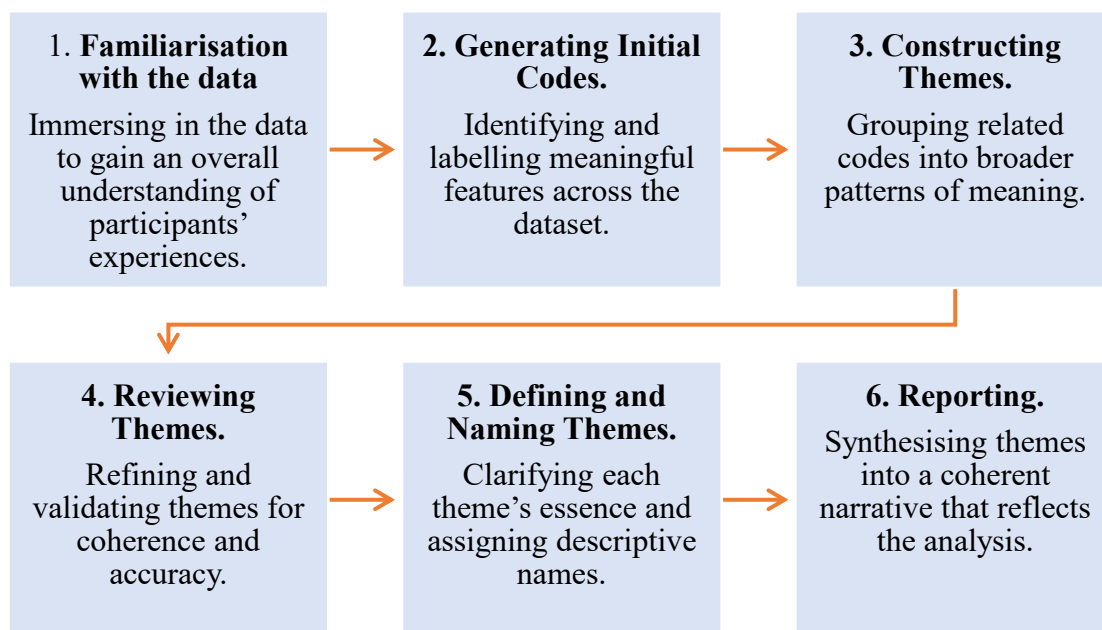 1. Familiarisation
with the data
Immersing in the data
to gain an overall
understanding of
participants’
experiences.
2. Generating Initial
Codes.
Identifying and
labelling meaningful
features across the
dataset.
3. Constructing
Themes.
Grouping related
codes into broader
patterns of meaning.
4. Reviewing
Themes.
Refining and
validating themes for
coherence and
accuracy.
5. Defining and
Naming Themes.
Clarifying each
theme’s essence and
assigning descriptive
names.
6. Reporting.
Synthesising themes
into a coherent
narrative that reflects
the analysis.